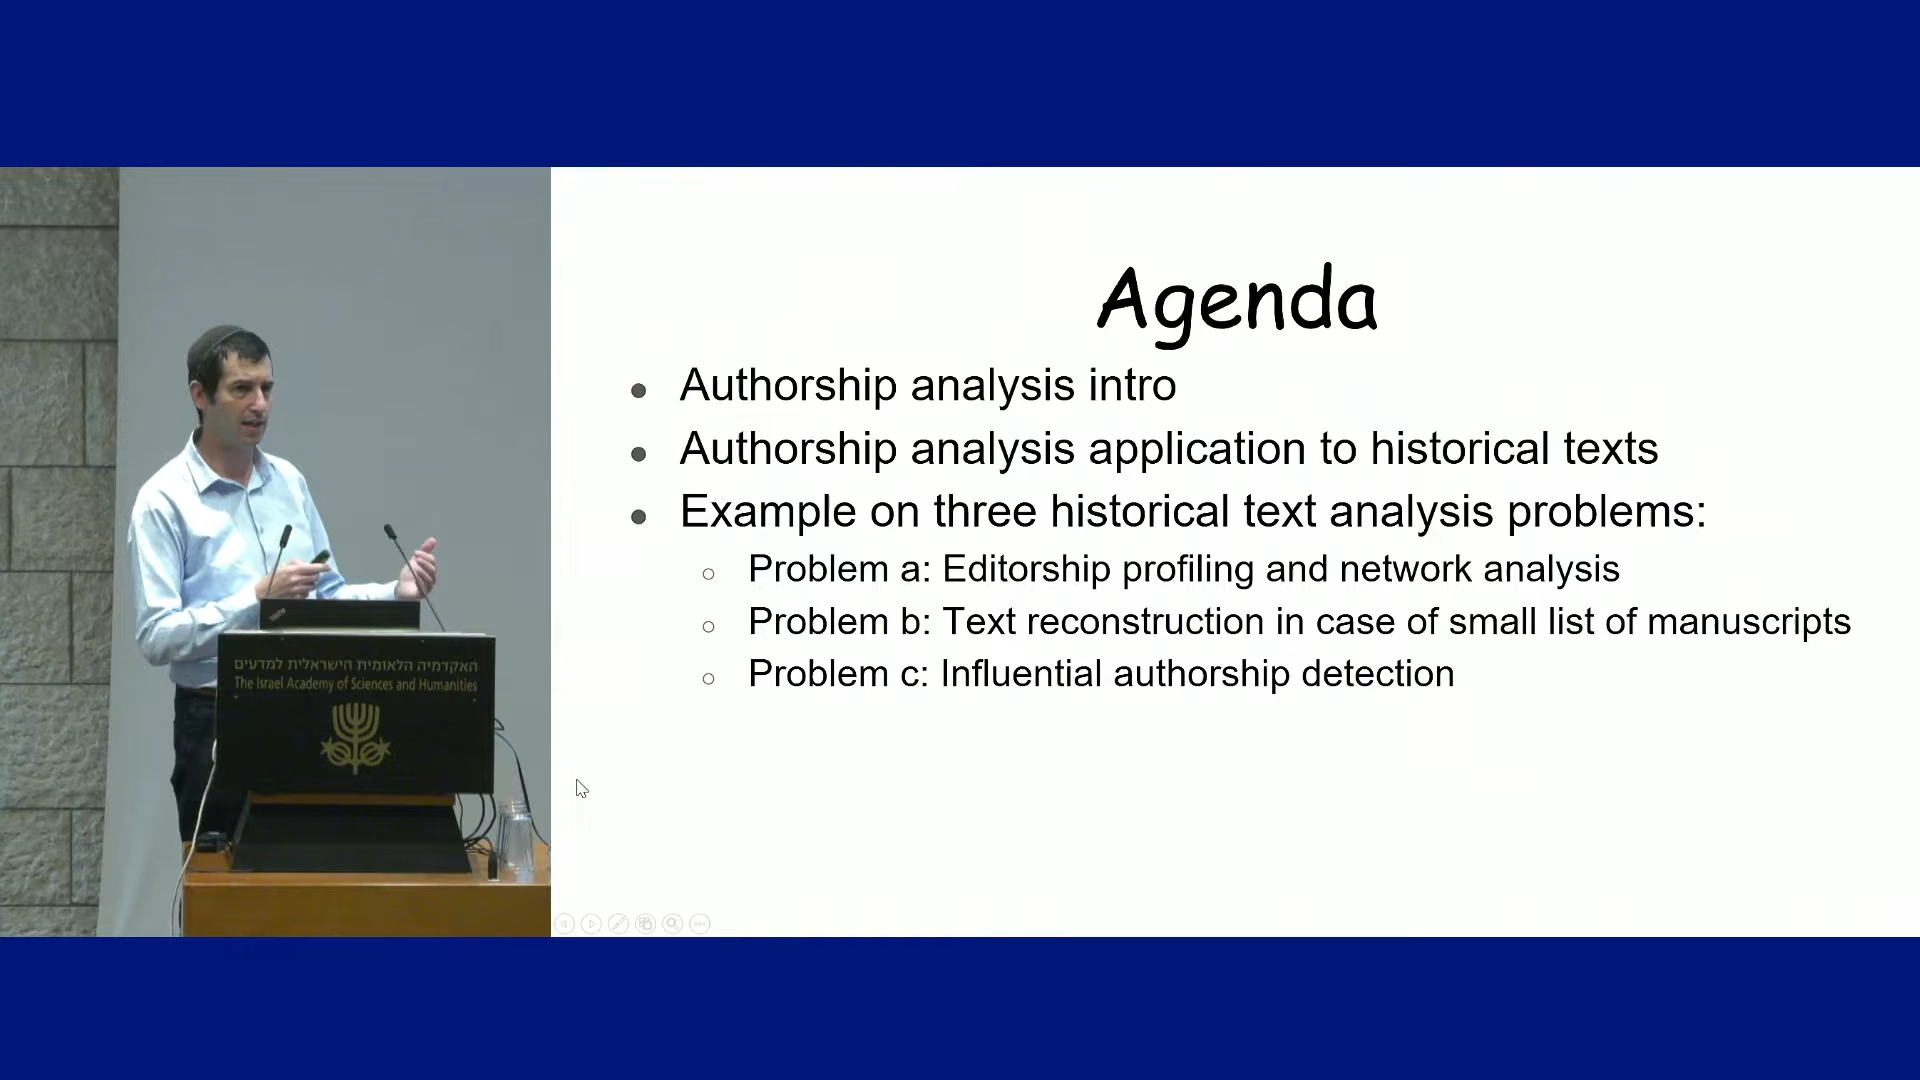 Agenda
Authorship analysis intro
Authorship analysis application to historical texts
Example on three historical text analysis problems:
Problem a: Editorship profiling and network analysis
Problem b: Text reconstruction in case of small list of manuscripts
Problem c: Influential authorship detection
האקדמיה הלאומית הישראלית למדעים
The Israel Academy of Sciences and Humanities